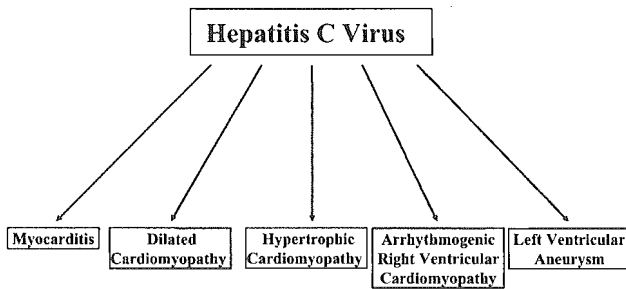 Hepatitis C Virus
Myocarditis
Dilated
Cardiomyopathy
Hypertrophic
Cardiomyopathy
Arrhythmogenic
Right Ventricular
Cardiomyopathy
Left Ventricular
Aneurysm